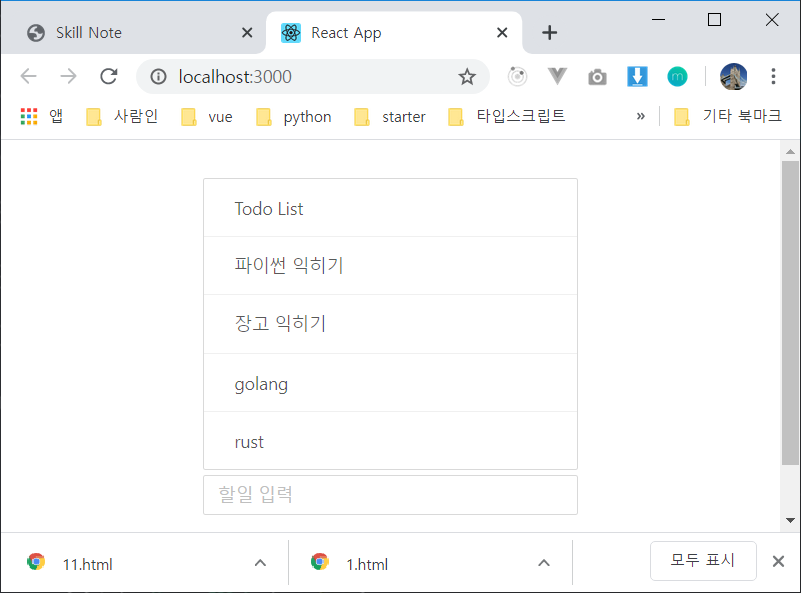 Skill Note
React App
localhost:3000
앱
사람인
vue
python
starter
타입스크립트
»
기타 북마크
Todo List
파이썬 익히기
장고 익히기
golang
rust
할일 입력
11.html
1.html
모두 표시